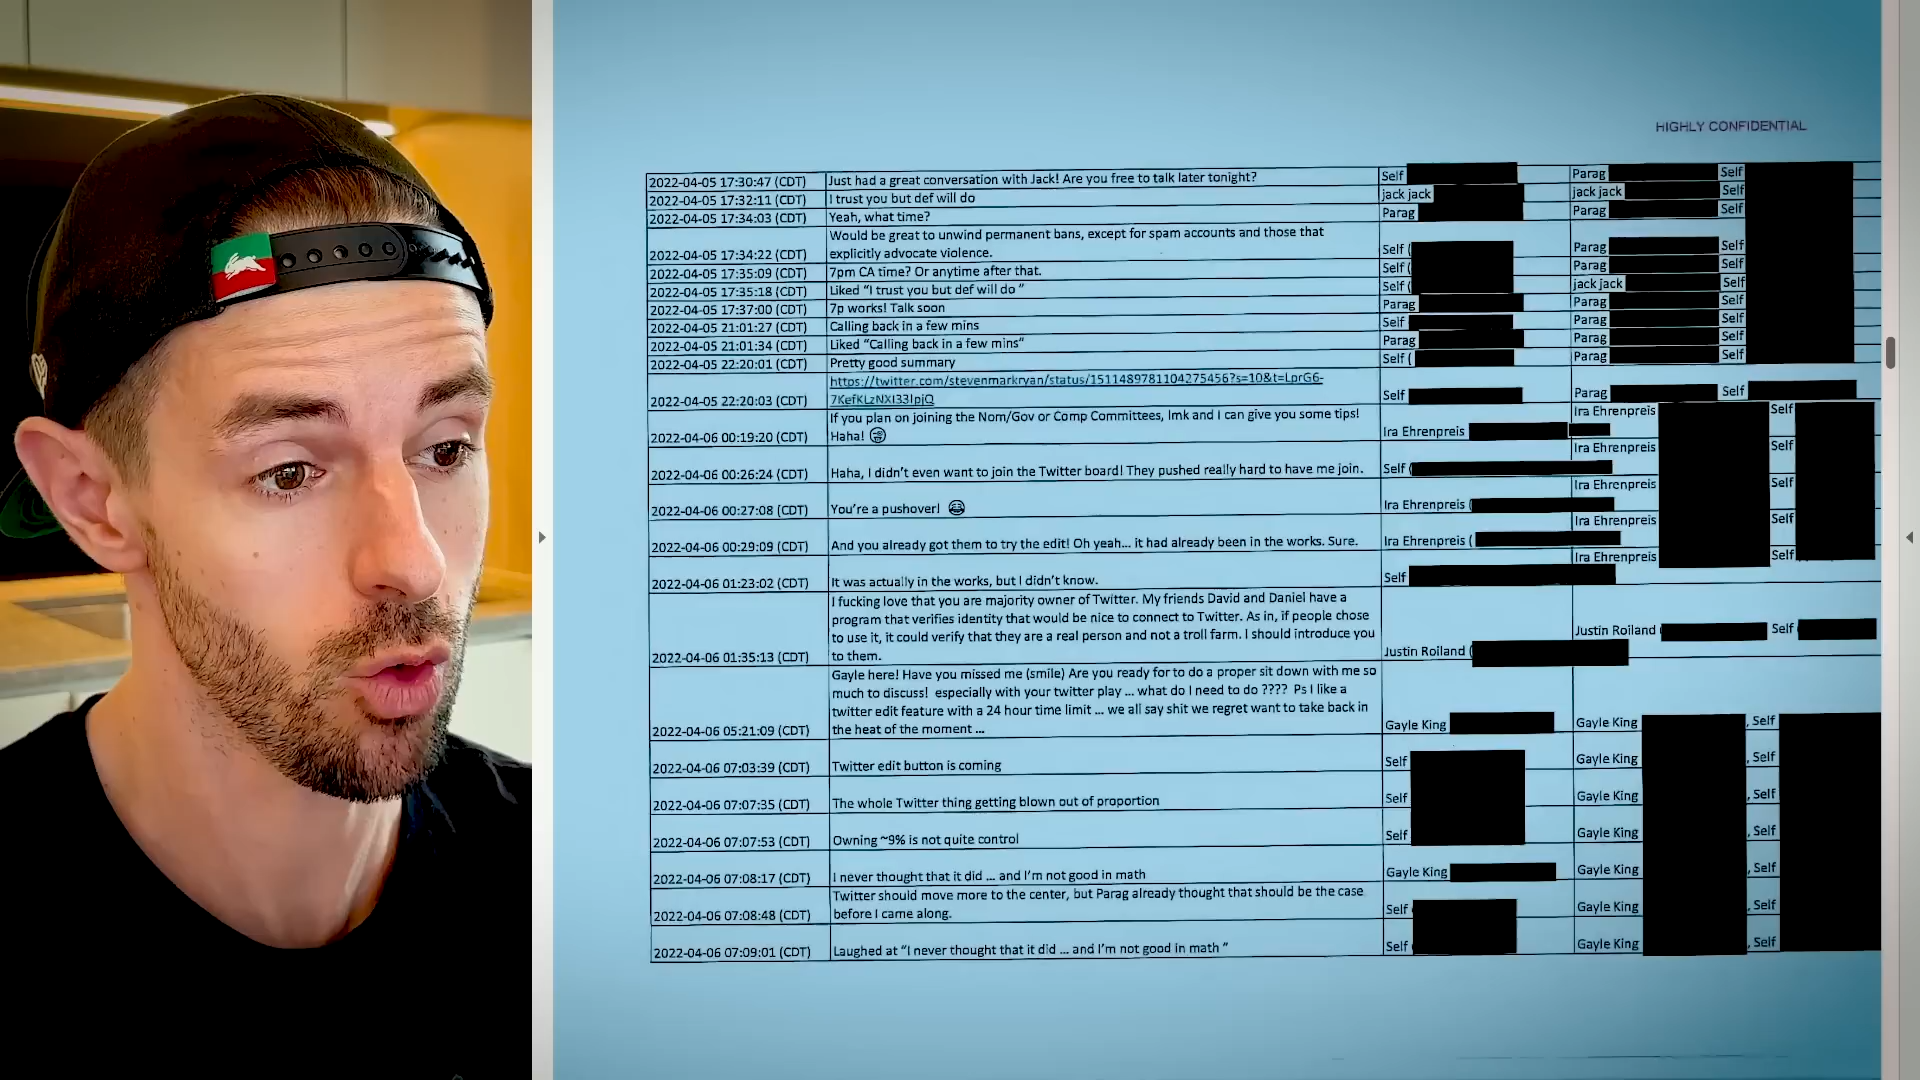 HIGHLY CONFIDENTIAL
2022-04-05 17:30:47 (CDT) Just had a great conversation with Jack! Are you free to talk later tonight? Self Parag Self
2022-04-05 17:32:11 (CDT) I trust you but def will do jack jack jack jack Self
2022-04-05 17:34:03 (CDT) Yeah, what time? Parag Parag Self
Would be great to unwind permanent bans, except for spam accounts and those that
2022-04-05 17:34:22 (CDT) explicitly advocate violence. Self ( Parag Self
2022-04-05 17:35:09 (CDT) 7pm CA time? Or anytime after that. Self ( Parag Self
2022-04-05 17:35:18 (CDT) Liked “I trust you but def will do ” Self ( jack jack Self
2022-04-05 17:37:00 (CDT) 7p works! Talk soon Parag Parag Self
2022-04-05 21:01:27 (CDT) Calling back in a few mins Self Parag Self
2022-04-05 21:01:34 (CDT) Liked “Calling back in a few mins” Parag Parag Self
2022-04-05 22:20:01 (CDT) Pretty good summary Self ( Parag Self
https://twitter.com/stevenmarkryan/status/1511489781104275456?s=10&t=LprG6-
2022-04-05 22:20:03 (CDT) Self Parag Self
If you plan on joining the Nom/Gov or Comp Committees, lmk and I can give you some tips! Ira Ehrenpreis Self
2022-04-06 00:19:20 (CDT) Haha! 😜 Ira Ehrenpreis
2022-04-06 00:26:24 (CDT) Haha, I didn't even want to join the Twitter board! They pushed really hard to have me join. Self ( Ira Ehrenpreis Self
2022-04-06 00:27:08 (CDT) You're a pushover! 😂 Ira Ehrenpreis ( Ira Ehrenpreis Self
2022-04-06 00:29:09 (CDT) And you already got them to try the edit! Oh yeah... it had already been in the works. Sure. Ira Ehrenpreis ( Ira Ehrenpreis Self
2022-04-06 01:23:02 (CDT) It was actually in the works, but I didn't know. Self Ira Ehrenpreis Self
I fucking love that you are majority owner of Twitter. My friends David and Daniel have a
program that verifies identity that would be nice to connect to Twitter. As in, if people chose
to use it, it could verify that they are a real person and not a troll farm. I should introduce you
2022-04-06 01:35:13 (CDT) to them. Justin Roiland ( Justin Roiland ( Self (
Gayle here! Have you missed me (smile) Are you ready for to do a proper sit down with me so
much to discuss! especially with your twitter play ... what do I need to do ???? Ps I like a
twitter edit feature with a 24 hour time limit ... we all say shit we regret want to take back in
2022-04-06 05:21:09 (CDT) the heat of the moment ... Gayle King Gayle King , Self
2022-04-06 07:03:39 (CDT) Twitter edit button is coming Self Gayle King , Self
2022-04-06 07:07:35 (CDT) The whole Twitter thing getting blown out of proportion Self Gayle King , Self
2022-04-06 07:07:53 (CDT) Owning ~9% is not quite control Self Gayle King , Self
2022-04-06 07:08:17 (CDT) I never thought that it did ... and I'm not good in math Gayle King Gayle King , Self
Twitter should move more to the center, but Parag already thought that should be the case
2022-04-06 07:08:48 (CDT) before I came along. Self Gayle King , Self
2022-04-06 07:09:01 (CDT) Laughed at “I never thought that it did ... and I'm not good in math ” Self Gayle King , Self